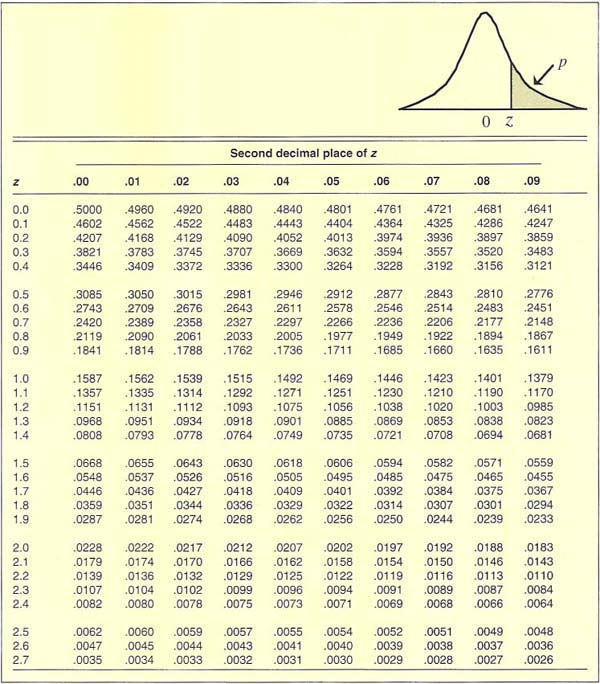 p
0 z
Second decimal place of z
z .00 .01 .02 .03 .04 .05 .06 .07 .08 .09
0.0 .5000 .4960 .4920 .4880 .4840 .4801 .4761 .4721 .4681 .4641
0.1 .4602 .4562 .4522 .4483 .4443 .4404 .4364 .4325 .4286 .4247
0.2 .4207 .4168 .4129 .4090 .4052 .4013 .3974 .3936 .3897 .3859
0.3 .3821 .3783 .3745 .3707 .3669 .3632 .3594 .3557 .3520 .3483
0.4 .3446 .3409 .3372 .3336 .3300 .3264 .3228 .3192 .3156 .3121
0.5 .3085 .3050 .3015 .2981 .2946 .2912 .2877 .2843 .2810 .2776
0.6 .2743 .2709 .2676 .2643 .2611 .2578 .2546 .2514 .2483 .2451
0.7 .2420 .2389 .2358 .2327 .2297 .2266 .2236 .2206 .2177 .2148
0.8 .2119 .2090 .2061 .2033 .2005 .1977 .1949 .1922 .1894 .1867
0.9 .1841 .1814 .1788 .1762 .1736 .1711 .1685 .1660 .1635 .1611
1.0 .1587 .1562 .1539 .1515 .1492 .1469 .1446 .1423 .1401 .1379
1.1 .1357 .1335 .1314 .1292 .1271 .1251 .1230 .1210 .1190 .1170
1.2 .1151 .1131 .1112 .1093 .1075 .1056 .1038 .1020 .1003 .0985
1.3 .0968 .0951 .0934 .0918 .0901 .0885 .0869 .0853 .0838 .0823
1.4 .0808 .0793 .0778 .0764 .0749 .0735 .0721 .0708 .0694 .0681
1.5 .0668 .0655 .0643 .0630 .0618 .0606 .0594 .0582 .0571 .0559
1.6 .0548 .0537 .0526 .0516 .0505 .0495 .0485 .0475 .0465 .0455
1.7 .0446 .0436 .0427 .0418 .0409 .0401 .0392 .0384 .0375 .0367
1.8 .0359 .0351 .0344 .0336 .0329 .0322 .0314 .0307 .0301 .0294
1.9 .0287 .0281 .0274 .0268 .0262 .0256 .0250 .0244 .0239 .0233
2.0 .0228 .0222 .0217 .0212 .0207 .0202 .0197 .0192 .0188 .0183
2.1 .0179 .0174 .0170 .0166 .0162 .0158 .0154 .0150 .0146 .0143
2.2 .0139 .0136 .0132 .0129 .0125 .0122 .0119 .0116 .0113 .0110
2.3 .0107 .0104 .0102 .0099 .0096 .0094 .0091 .0089 .0087 .0084
2.4 .0082 .0080 .0078 .0075 .0073 .0071 .0069 .0068 .0066 .0064
2.5 .0062 .0060 .0059 .0057 .0055 .0054 .0052 .0051 .0049 .0048
2.6 .0047 .0045 .0044 .0043 .0041 .0040 .0039 .0038 .0037 .0036
2.7 .0035 .0034 .0033 .0032 .0031 .0030 .0029 .0028 .0027 .0026